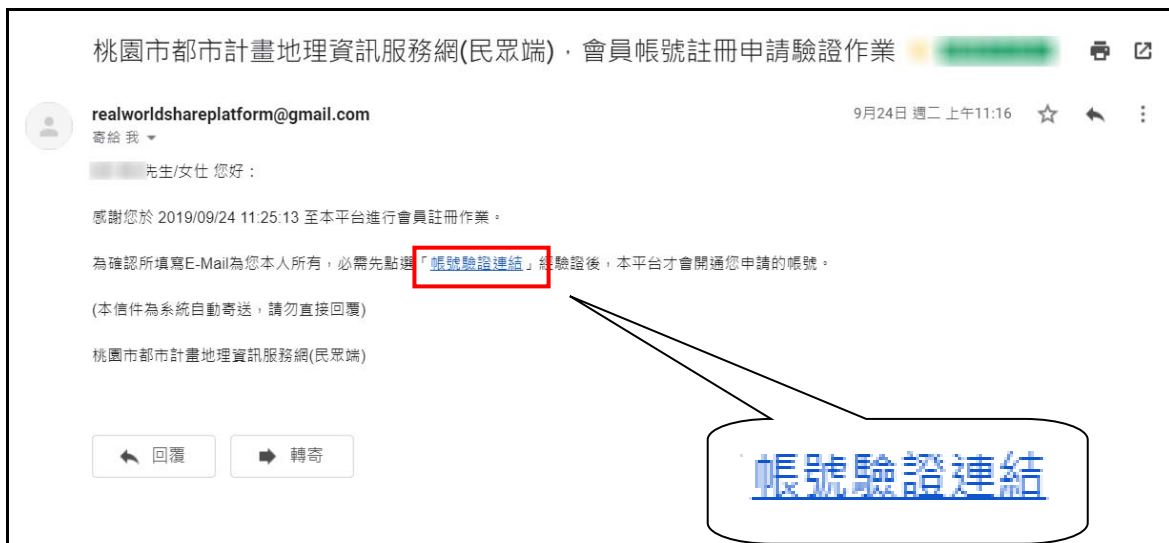 桃園市都市計畫地理資訊服務網(民眾端)，會員帳號註冊申請驗證作業
realworldshareplatform@gmail.com
9月24日 週二 上午11:16
寄給 我
先生/女仕 您好：
感謝您於 2019/09/24 11:25:13 至本平台進行會員註冊作業。
為確認所填寫E-Mail為您本人所有，必需先點選「帳號驗證連結」經驗證後，本平台才會開通您申請的帳號。
(本信件為系統自動寄送，請勿直接回覆)
桃園市都市計畫地理資訊服務網(民眾端)
回覆
轉寄
帳號驗證連結